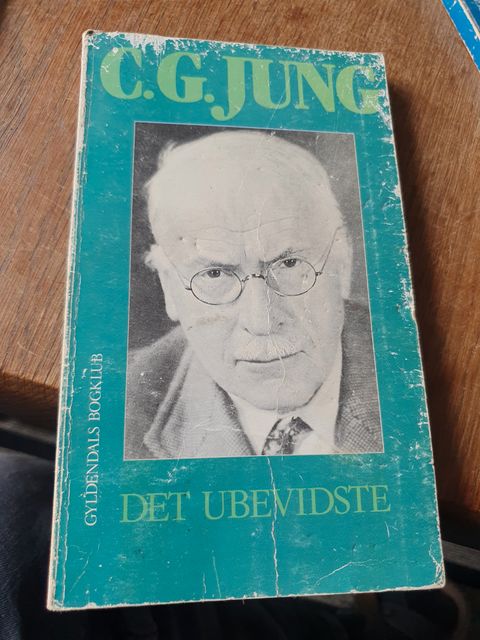 C.G. JUNG
GYLDENDALS BOGKLUB
DET UBEVIDSTE